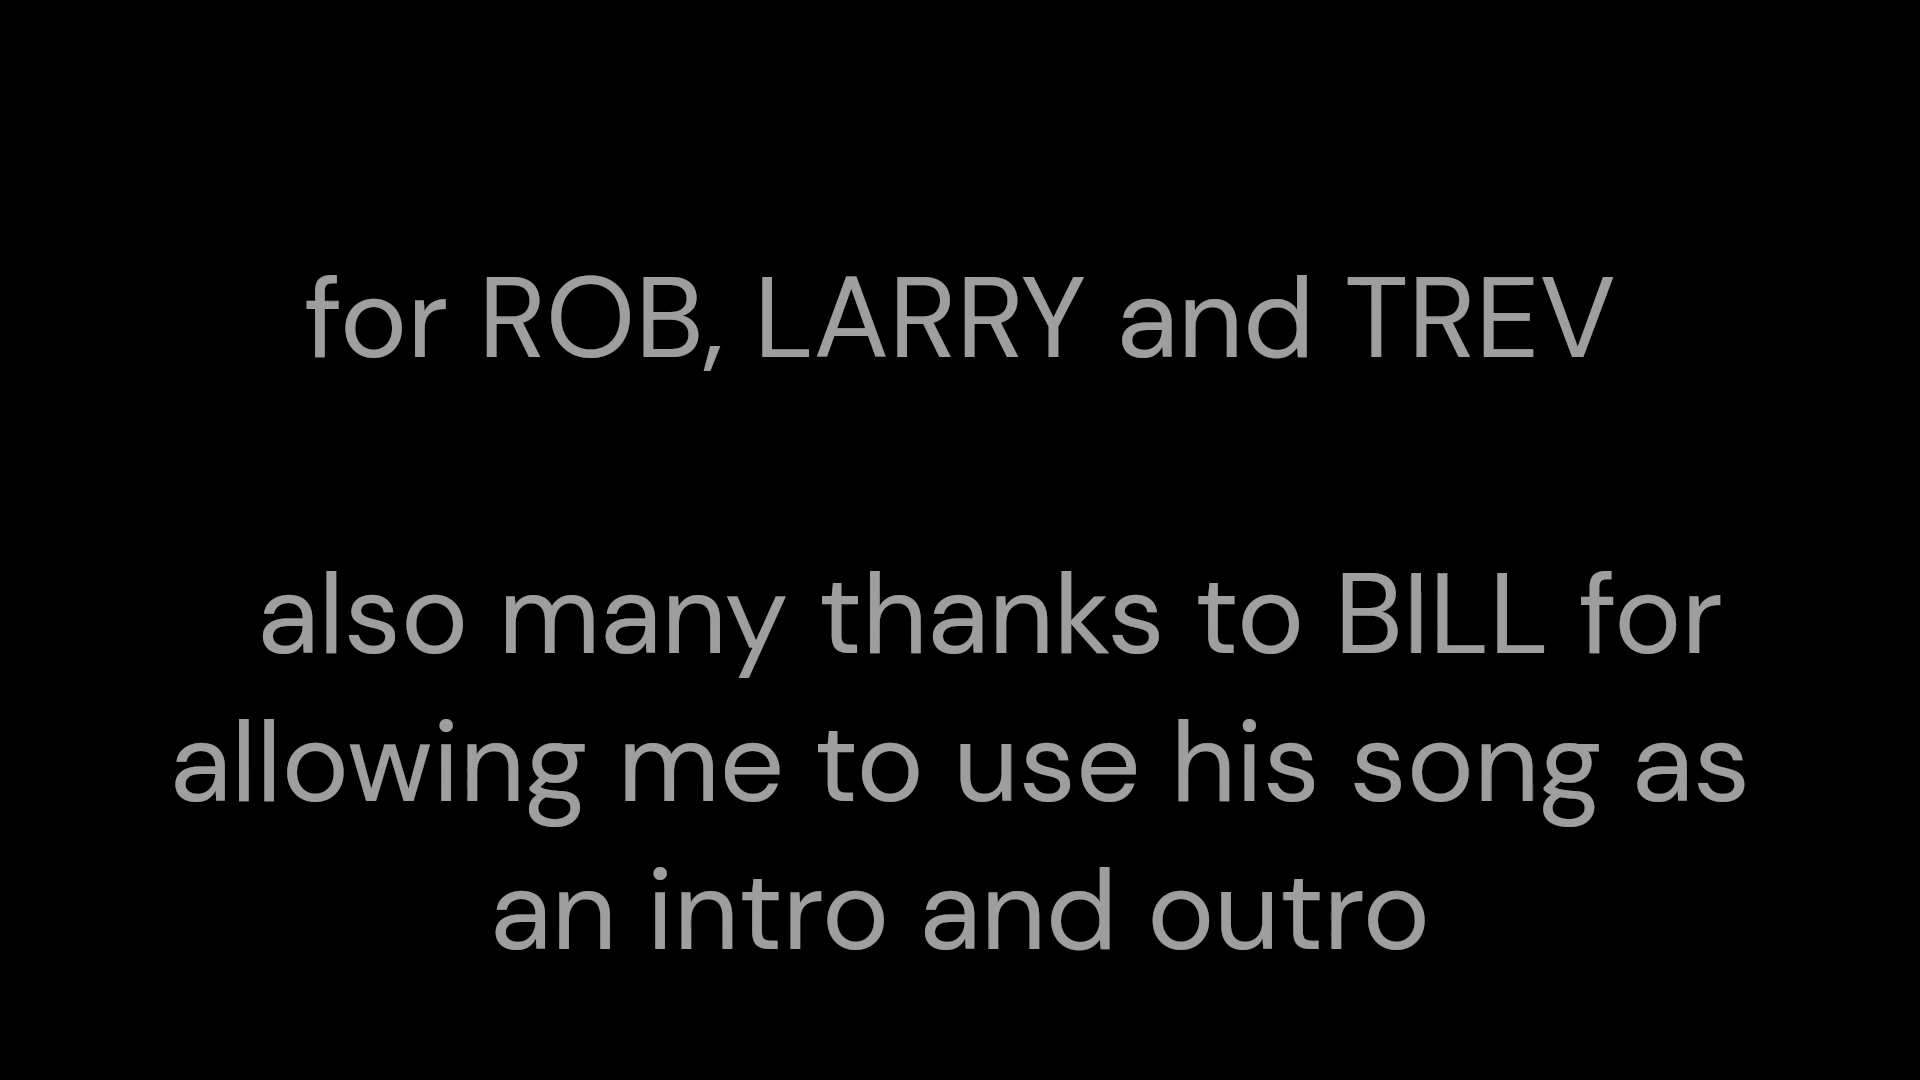 for ROB, LARRY and TREV
also many thanks to BILL for
allowing me to use his song as
an intro and outro